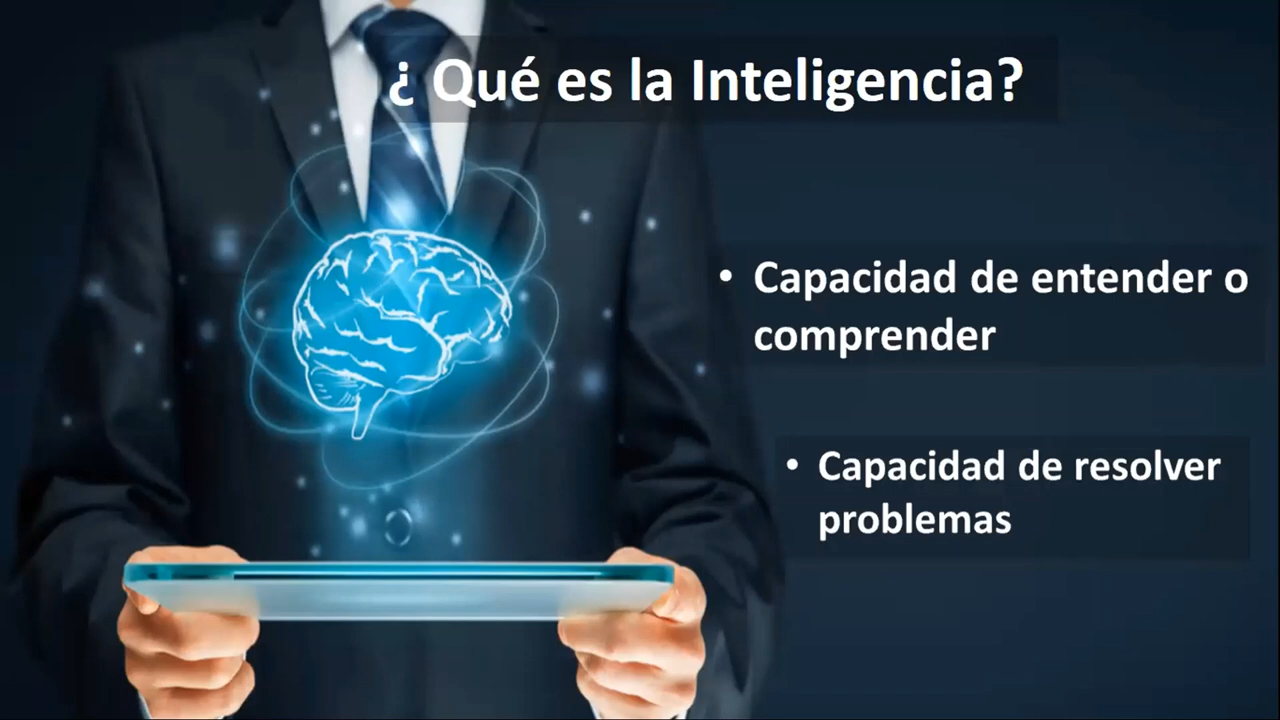 ¿ Qué es la Inteligencia?
• Capacidad de entender o
comprender
• Capacidad de resolver
problemas